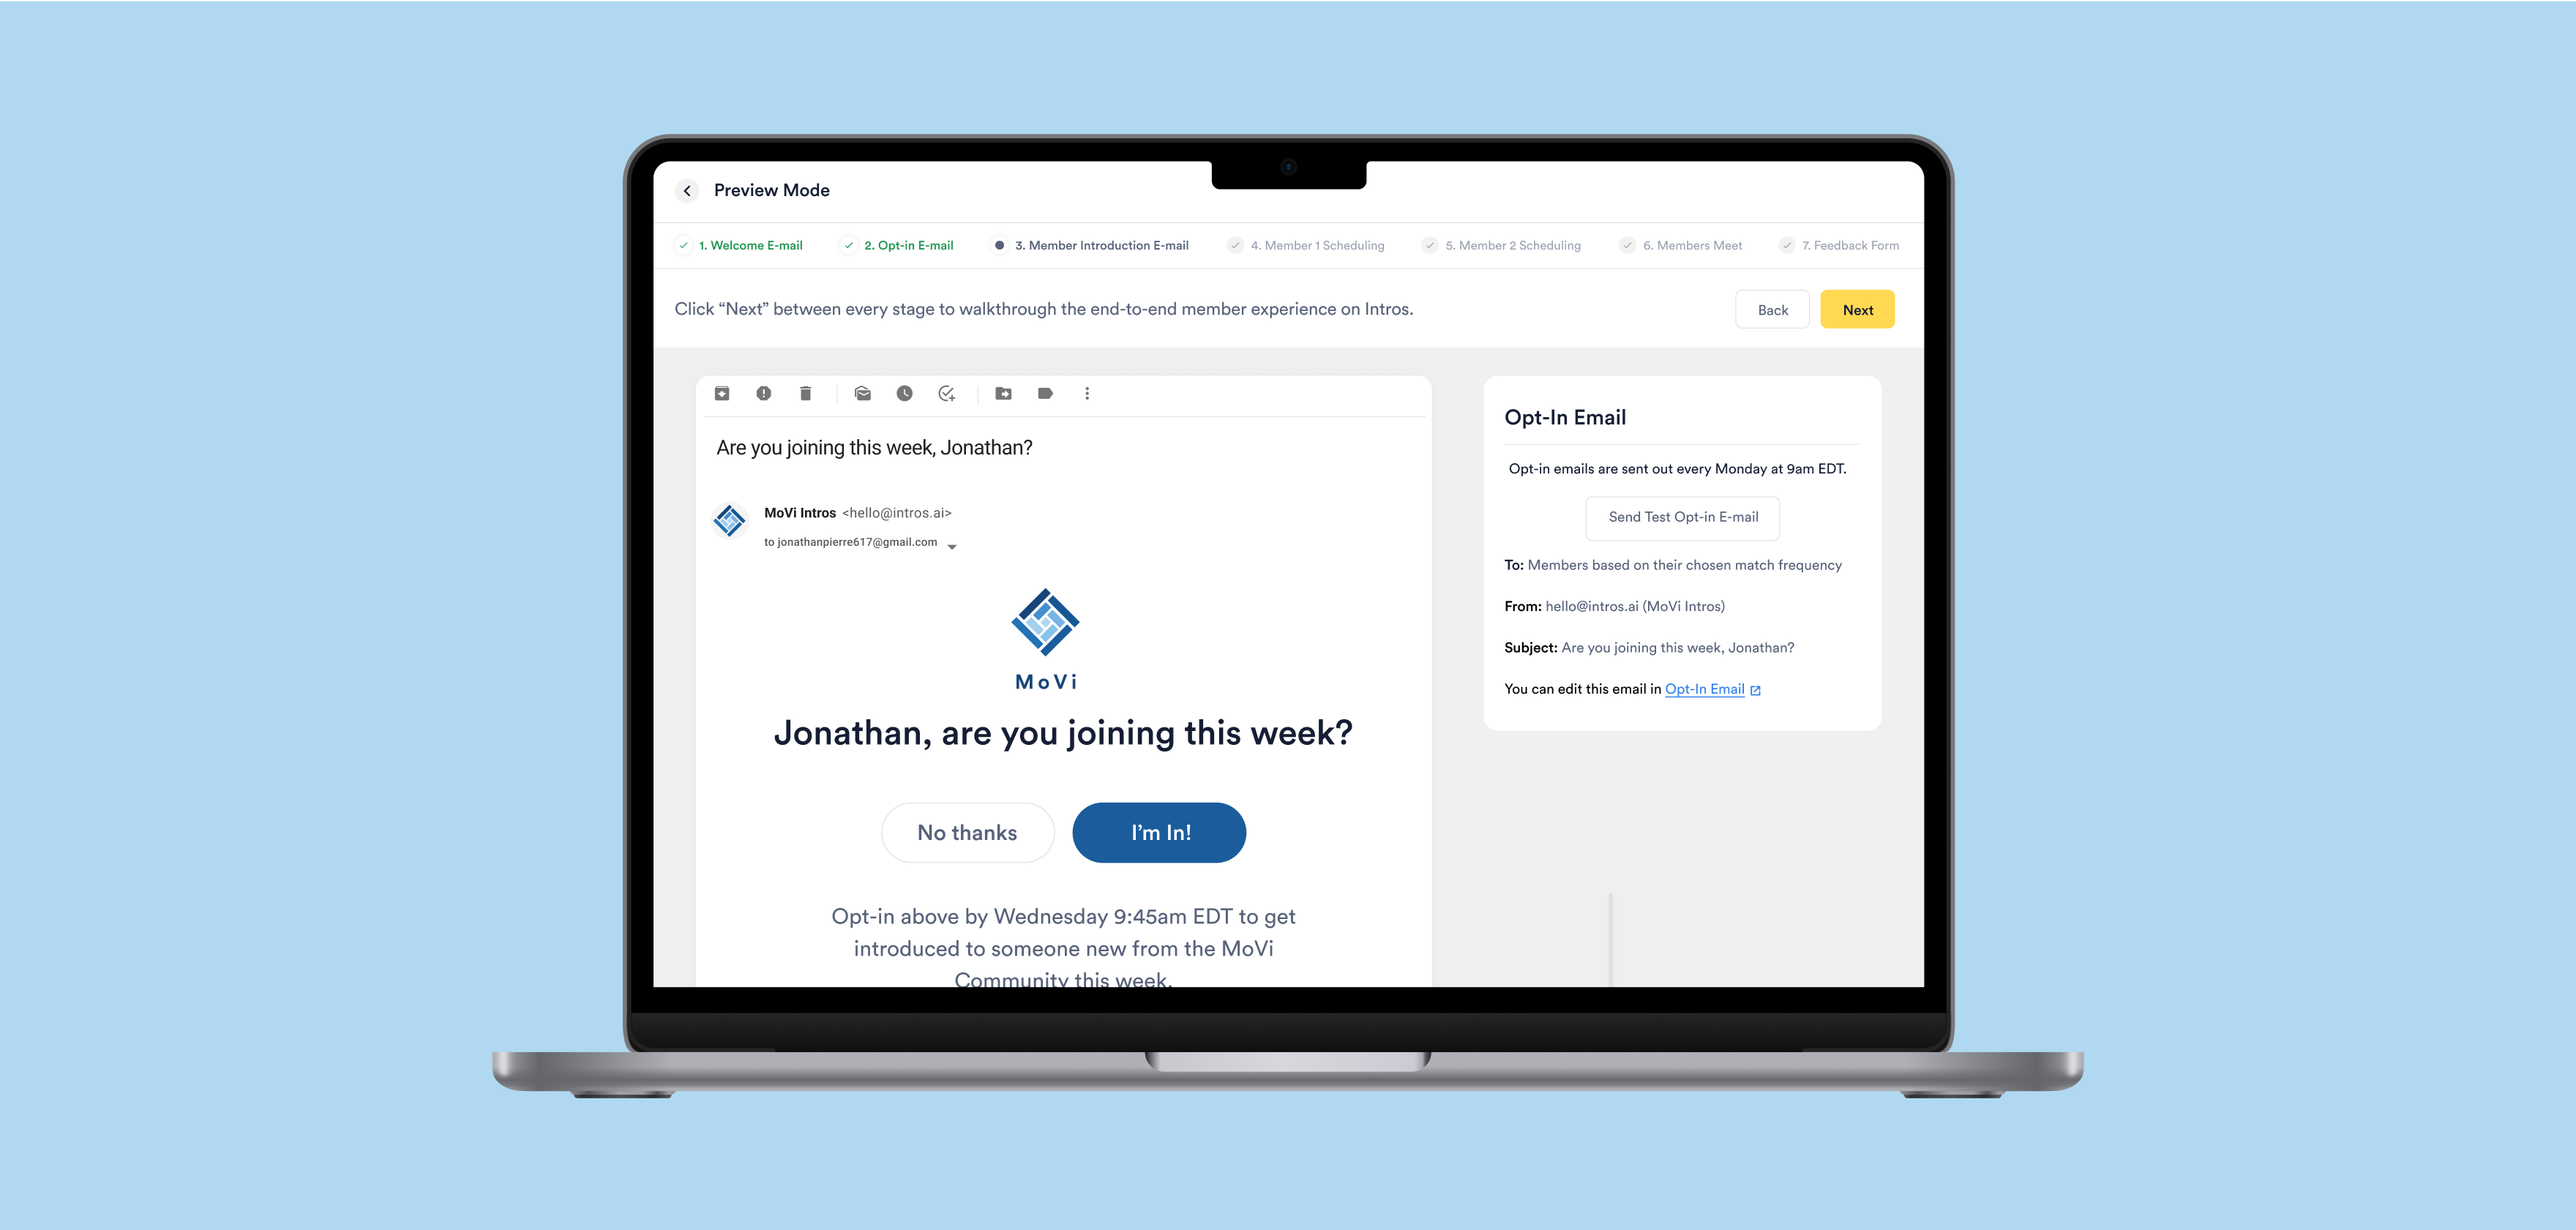 Preview Mode
1. Welcome E-mail
2. Opt-in E-mail
3. Member Introduction E-mail
4. Member 1 Scheduling
5. Member 2 Scheduling
6. Members Meet
7. Feedback Form
Click “Next” between every stage to walkthrough the end-to-end member experience on Intros.
Back
Next
Are you joining this week, Jonathan?
MoVi Intros <hello@intros.ai>
to jonathanpierre617@gmail.com
MoVi
Jonathan, are you joining this week?
No thanks
I’m In!
Opt-in above by Wednesday 9:45am EDT to get
introduced to someone new from the MoVi
Community this week.
Opt-In Email
Opt-in emails are sent out every Monday at 9am EDT.
Send Test Opt-in E-mail
To: Members based on their chosen match frequency
From: hello@intros.ai (MoVi Intros)
Subject: Are you joining this week, Jonathan?
You can edit this email in Opt-In Email